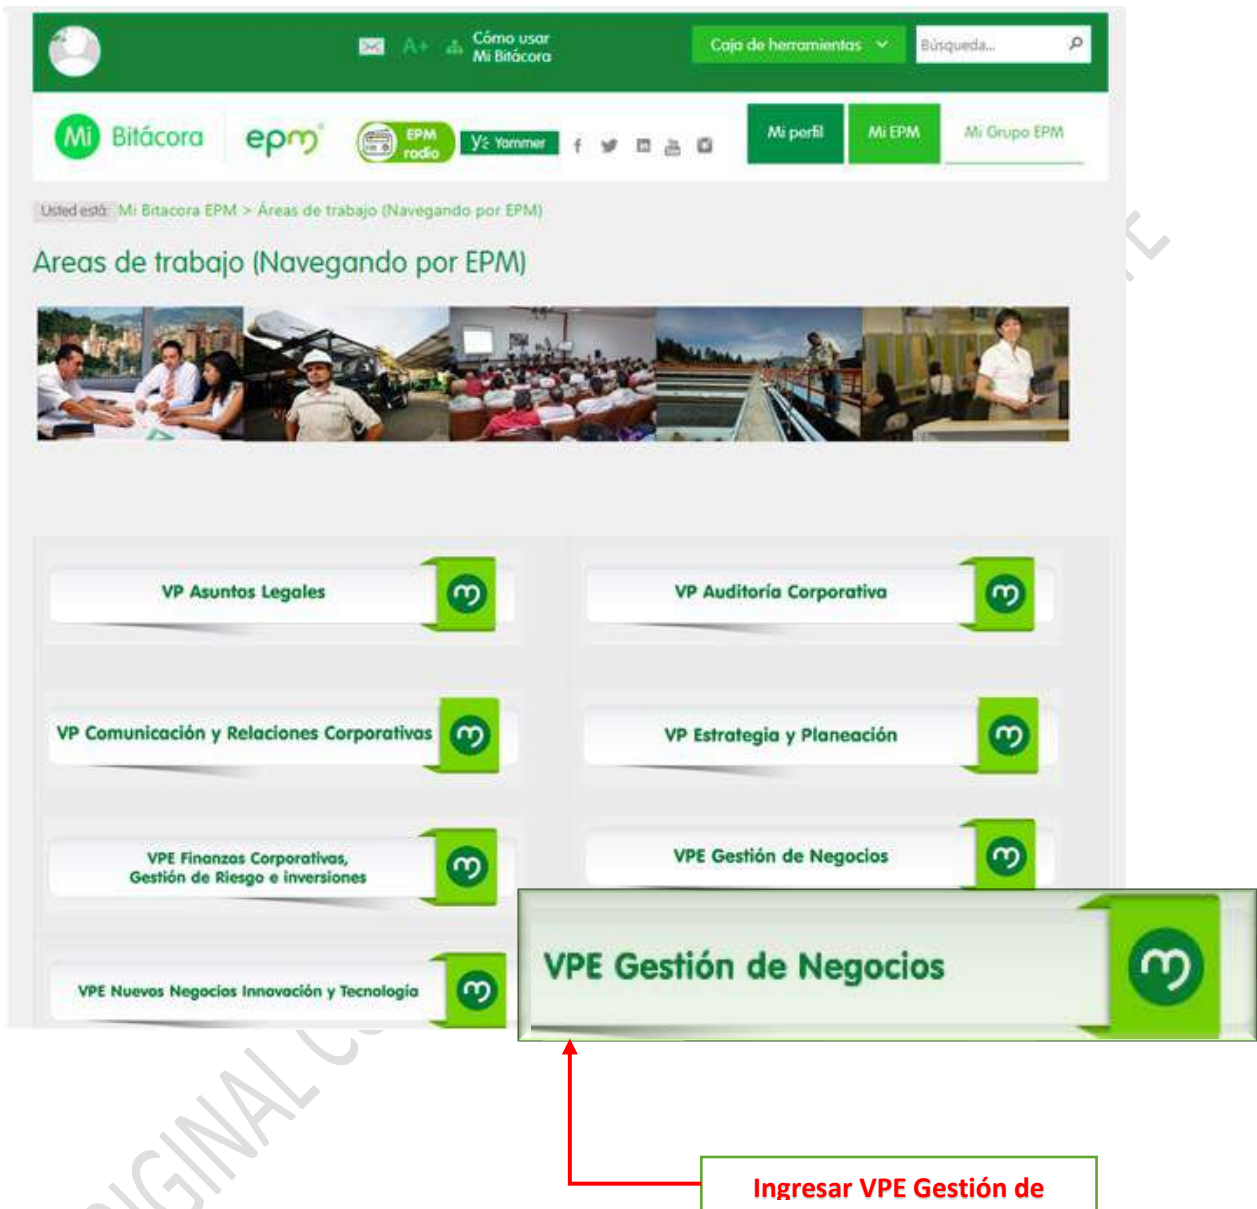 Cómo usar
Mi Bitácora
A+
Caja de herramientas
Búsqueda...
Mi Bitácora
epm
EPM
radio
Yammer
Mi perfil
Mi EPM
Mi Grupo EPM
Usted está: Mi Bitacora EPM > Áreas de trabajo (Navegando por EPM)
Areas de trabajo (Navegando por EPM)
VP Asuntos Legales
VP Auditoría Corporativa
VP Comunicación y Relaciones Corporativas
VP Estrategia y Planeación
VPE Finanzas Corporativas,
Gestión de Riesgo e inversiones
VPE Gestión de Negocios
VPE Gestión de Negocios
VPE Nuevos Negocios Innovación y Tecnología
Ingresar VPE Gestión de